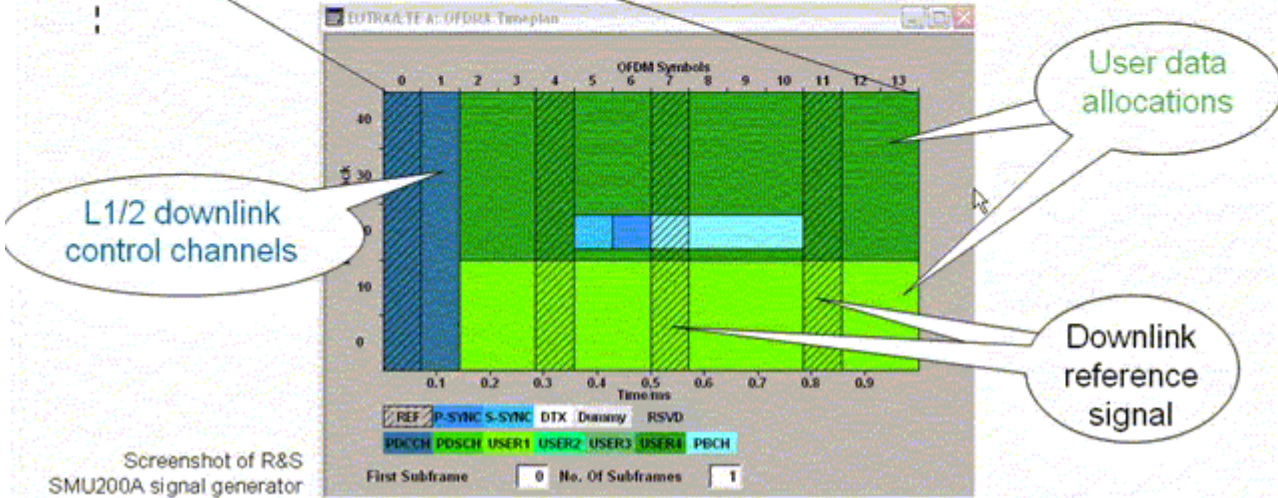 EUTRA/LTE A: OFDMA Timeplan
OFDM Symbols
0 1 2 3 4 5 6 7 8 9 10 11 12 13
User data
allocations
40
30
10
0
L1/2 downlink
control channels
Downlink
reference
signal
0.1 0.2 0.3 0.4 0.5 0.6 0.7 0.8 0.9
Time ms
REF P-SYNC S-SYNC DTX Dummy RSVD
PDCCH PDSCH USER1 USER2 USER3 USER4 PBCH
First Subframe 0 No. Of Subframes 1
Screenshot of R&S
SMU200A signal generator